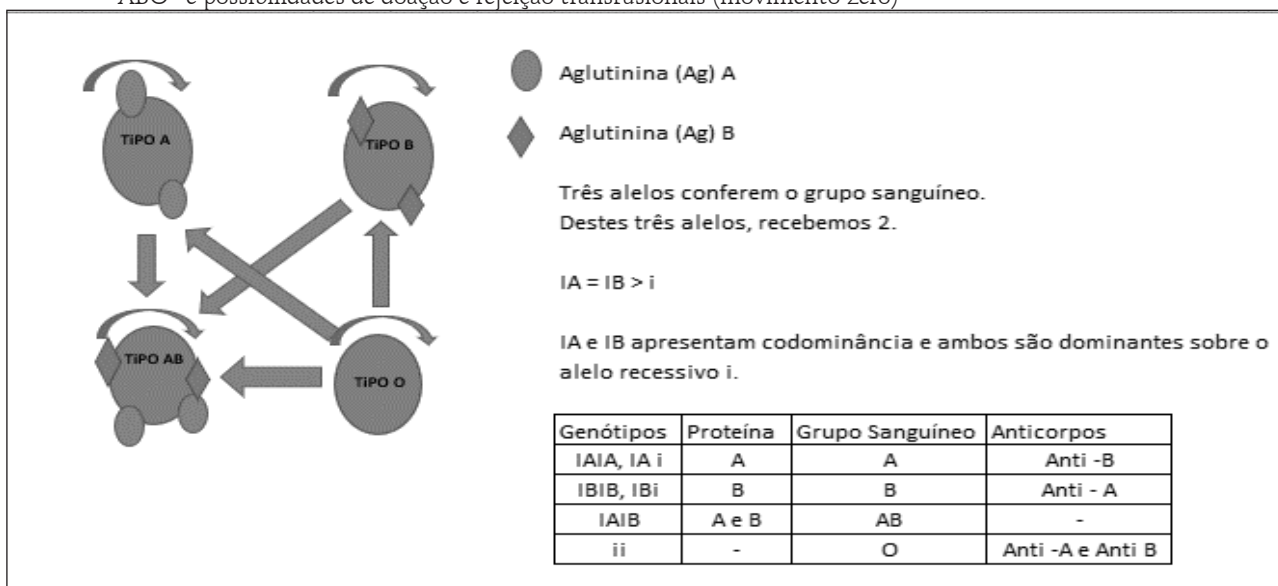 ABO" e possibilidades de doação e rejeição transfusionais (movimento zero)
TiPO A
TiPO B
TiPO AB
TiPO O
Aglutinina (Ag) A
Aglutinina (Ag) B
Três alelos conferem o grupo sanguíneo.
Destes três alelos, recebemos 2.
IA = IB > i
IA e IB apresentam codominância e ambos são dominantes sobre o
alelo recessivo i.
Genótipos Proteína Grupo Sanguíneo Anticorpos
IAIA, IA i A A Anti -B
IBIB, IBi B B Anti - A
IAIB A e B AB -
ii - O Anti -A e Anti B